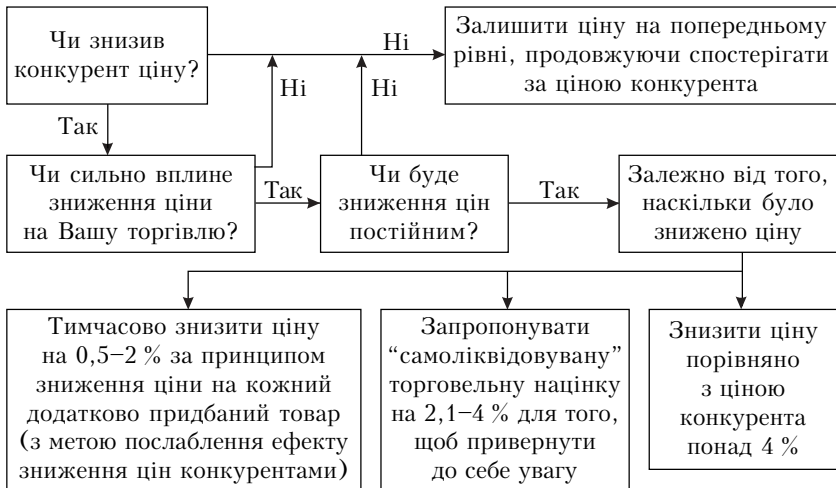 Чи знизив
конкурент ціну?
Ні
Залишити ціну на попередньому
рівні, продовжуючи спостерігати
за ціною конкурента
Так
Ні
Ні
Чи сильно вплине
зниження ціни
на Вашу торгівлю?
Так
Чи буде
зниження цін
постійним?
Так
Залежно від того,
наскільки було
знижено ціну
Тимчасово знизити ціну
на 0,5–2 % за принципом
зниження ціни на кожний
додатково придбаний товар
(з метою послаблення ефекту
зниження цін конкурентами)
Запропонувати
“самоліквідовувану”
торговельну націнку
на 2,1–4 % для того,
щоб привернути
до себе увагу
Знизити ціну
порівняно
з ціною
конкурента
понад 4 %